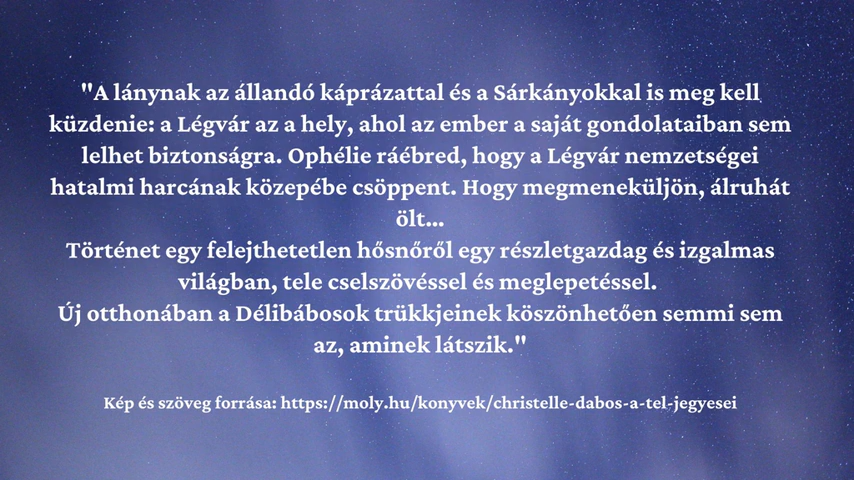 "A lánynak az állandó káprázattal és a Sárkányokkal is meg kell
küzdenie: a Légvár az a hely, ahol az ember a saját gondolataiban sem
lelhet biztonságra. Ophélie ráébred, hogy a Légvár nemzetségei
hatalmi harcának közepébe csöppent. Hogy megmeneküljön, álruhát
ölt...
Történet egy felejthetetlen hősnőről egy részletgazdag és izgalmas
világban, tele cselszövéssel és meglepetéssel.
Új otthonában a Délibábosok trükkjeinek köszönhetően semmi sem
az, aminek látszik."
Kép és szöveg forrása: https://moly.hu/konyvek/christelle-dabos-a-tel-jegyesei